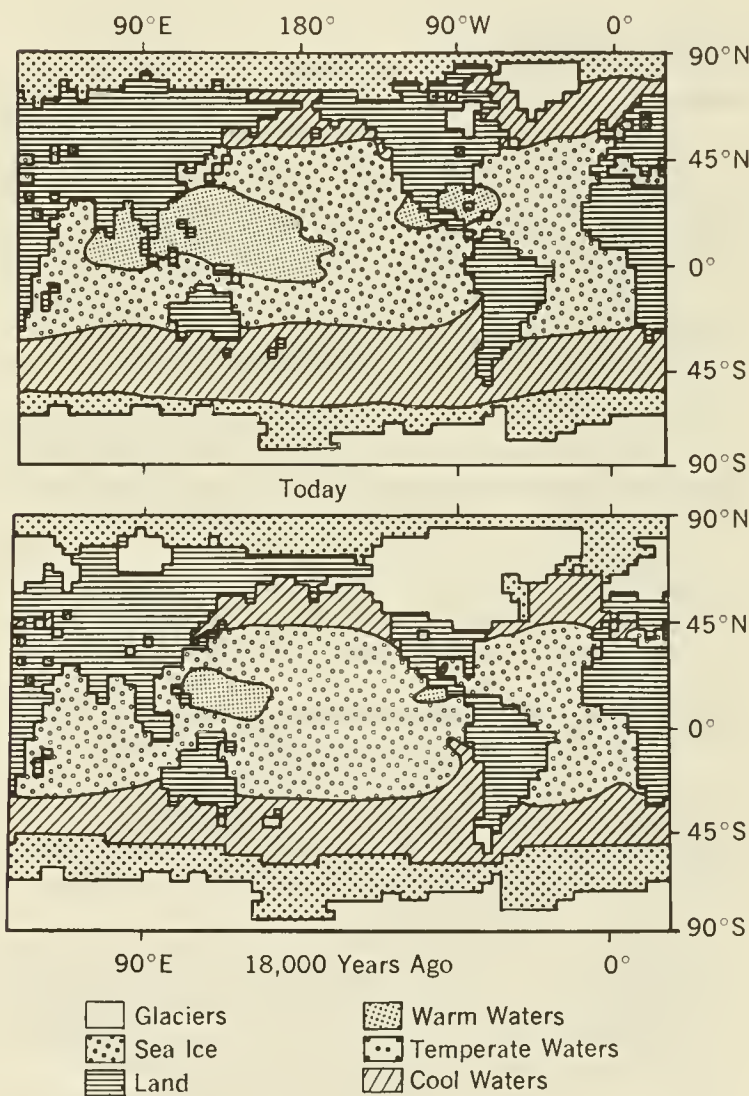 90°E 180° 90°W 0°
90°N
45°N
0°
45°S
90°S
Today
90°N
45°N
0°
45°S
90°S
90°E 18,000 Years Ago 0°
Glaciers Warm Waters
Sea Ice Temperate Waters
Land Cool Waters